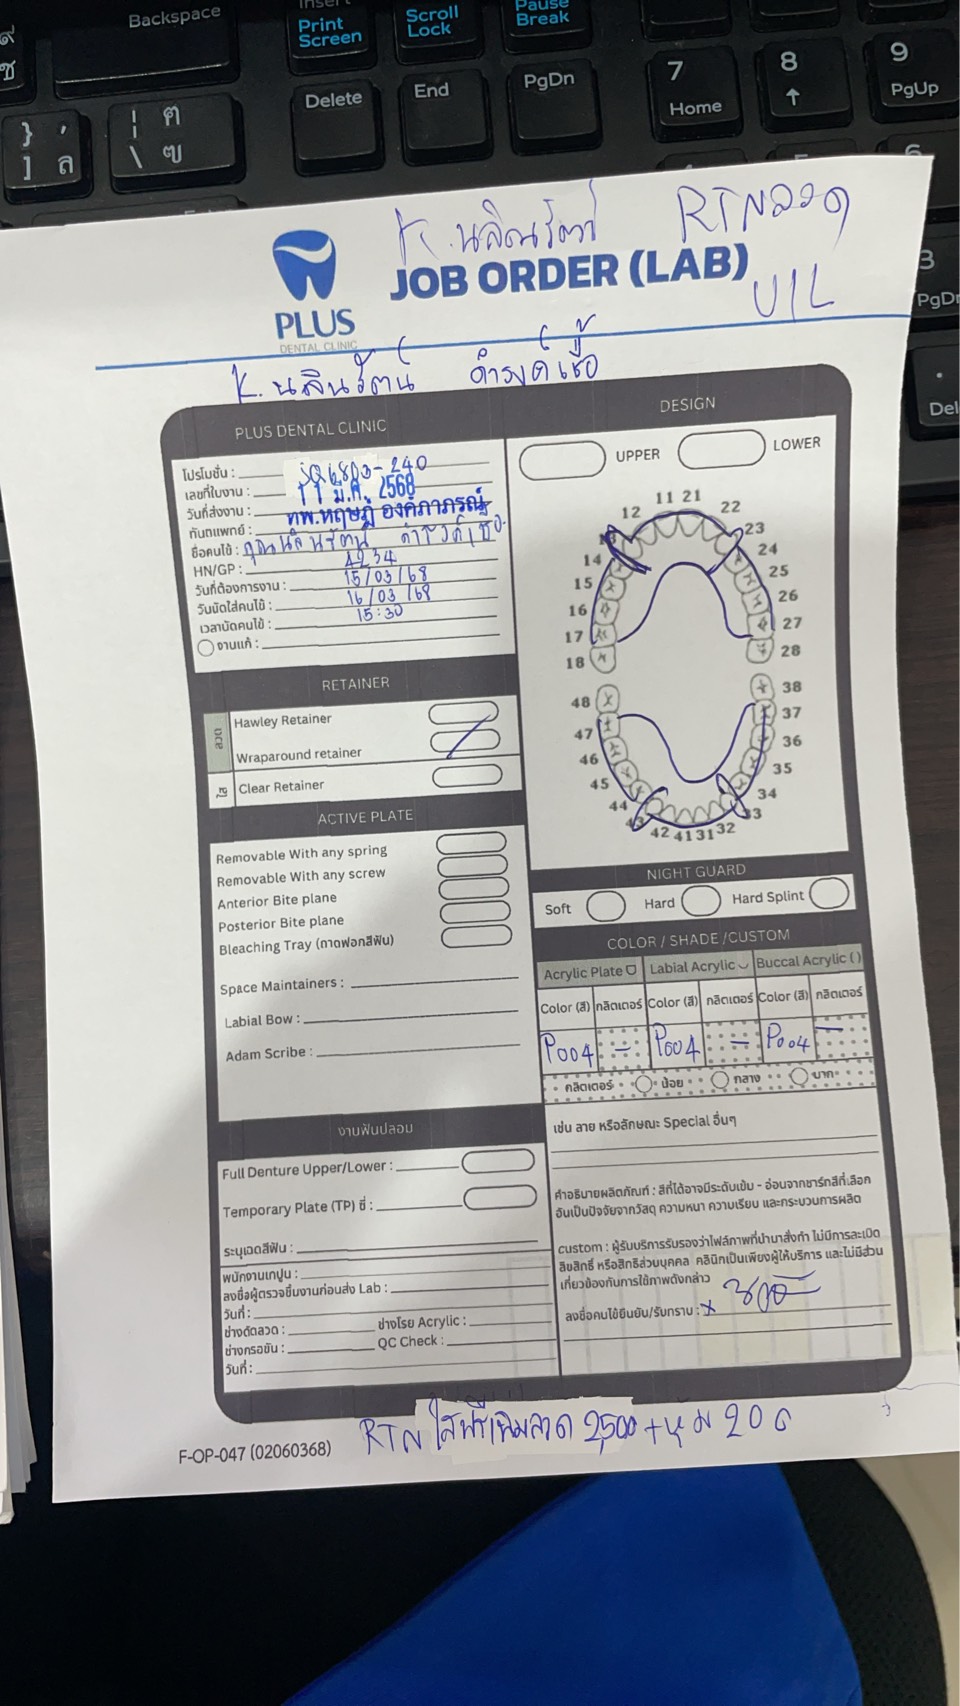 Backspace
Insert
Print Screen
Scroll Lock
Pause Break
Delete
End
PgDn
7 Home
8
9 PgUp
} ,
] ล
¦ ฅ
\ ฃ
3 PgDn
. Del
RTNลวด
U/L
PLUS
DENTAL CLINIC
JOB ORDER (LAB)
K. นลินรัตน์
PLUS DENTAL CLINIC
โปรโมชั่น :
เลขที่ใบงาน : JO6803-240
วันที่ส่งงาน : 11 มี.ค. 2568
ทันตแพทย์ : ทพ.หฤษฎ์ องค์ภาภรณ์
ชื่อคนไข้ : คุณนลินรัตน์
HN/GP : 4234
วันที่ต้องการงาน : 15/03/68
วันนัดใส่คนไข้ : 16/03/68
เวลานัดคนไข้ : 15:30
งานแก้ :
RETAINER
ลวด
Hawley Retainer
Wraparound retainer
ใส
Clear Retainer
ACTIVE PLATE
Removable With any spring
Removable With any screw
Anterior Bite plane
Posterior Bite plane
Bleaching Tray (ถาดฟอกสีฟัน)
Space Maintainers :
Labial Bow :
Adam Scribe :
งานฟันปลอม
Full Denture Upper/Lower :
Temporary Plate (TP) ซี่ :
ระบุเฉดสีฟัน :
พนักงานเทปูน :
ลงชื่อผู้ตรวจชิ้นงานก่อนส่ง Lab :
วันที่ :
ช่างดัดลวด : ช่างโรย Acrylic :
ช่างกรอขัน : QC Check :
วันที่ :
DESIGN
UPPER LOWER
11 21
12 22
23
14 24
15 25
16 26
17 27
18 28
48 38
47 37
46 36
45 35
44 34
43 33
42 41 31 32
NIGHT GUARD
Soft Hard Hard Splint
COLOR / SHADE /CUSTOM
Acrylic Plate Labial Acrylic Buccal Acrylic ( )
Color (สี) กลิตเตอร์ Color (สี) กลิตเตอร์ Color (สี) กลิตเตอร์
P004 - P004 - P004 -
กลิตเตอร์ น้อย กลาง มาก
เช่น ลาย หรือลักษณะ Special อื่นๆ
คำอธิบายผลิตภัณฑ์ : สีที่ได้อาจมีระดับเข้ม - อ่อนจากชาร์ทสีที่เลือก
อันเป็นปัจจัยจากวัสดุ ความหนา ความเรียบ และกระบวนการผลิต
custom : ผู้รับบริการรับรองว่าไฟล์ภาพที่นำมาสั่งทำ ไม่มีการละเมิด
ลิขสิทธิ์ หรือสิทธิส่วนบุคคล คลินิกเป็นเพียงผู้ให้บริการ และไม่มีส่วน
เกี่ยวข้องกับการใช้ภาพดังกล่าว
ลงชื่อคนไข้ยืนยัน/รับทราบ : x
F-OP-047 (02060368)
RTN ใสฟรีเพิ่มลวด 2,500